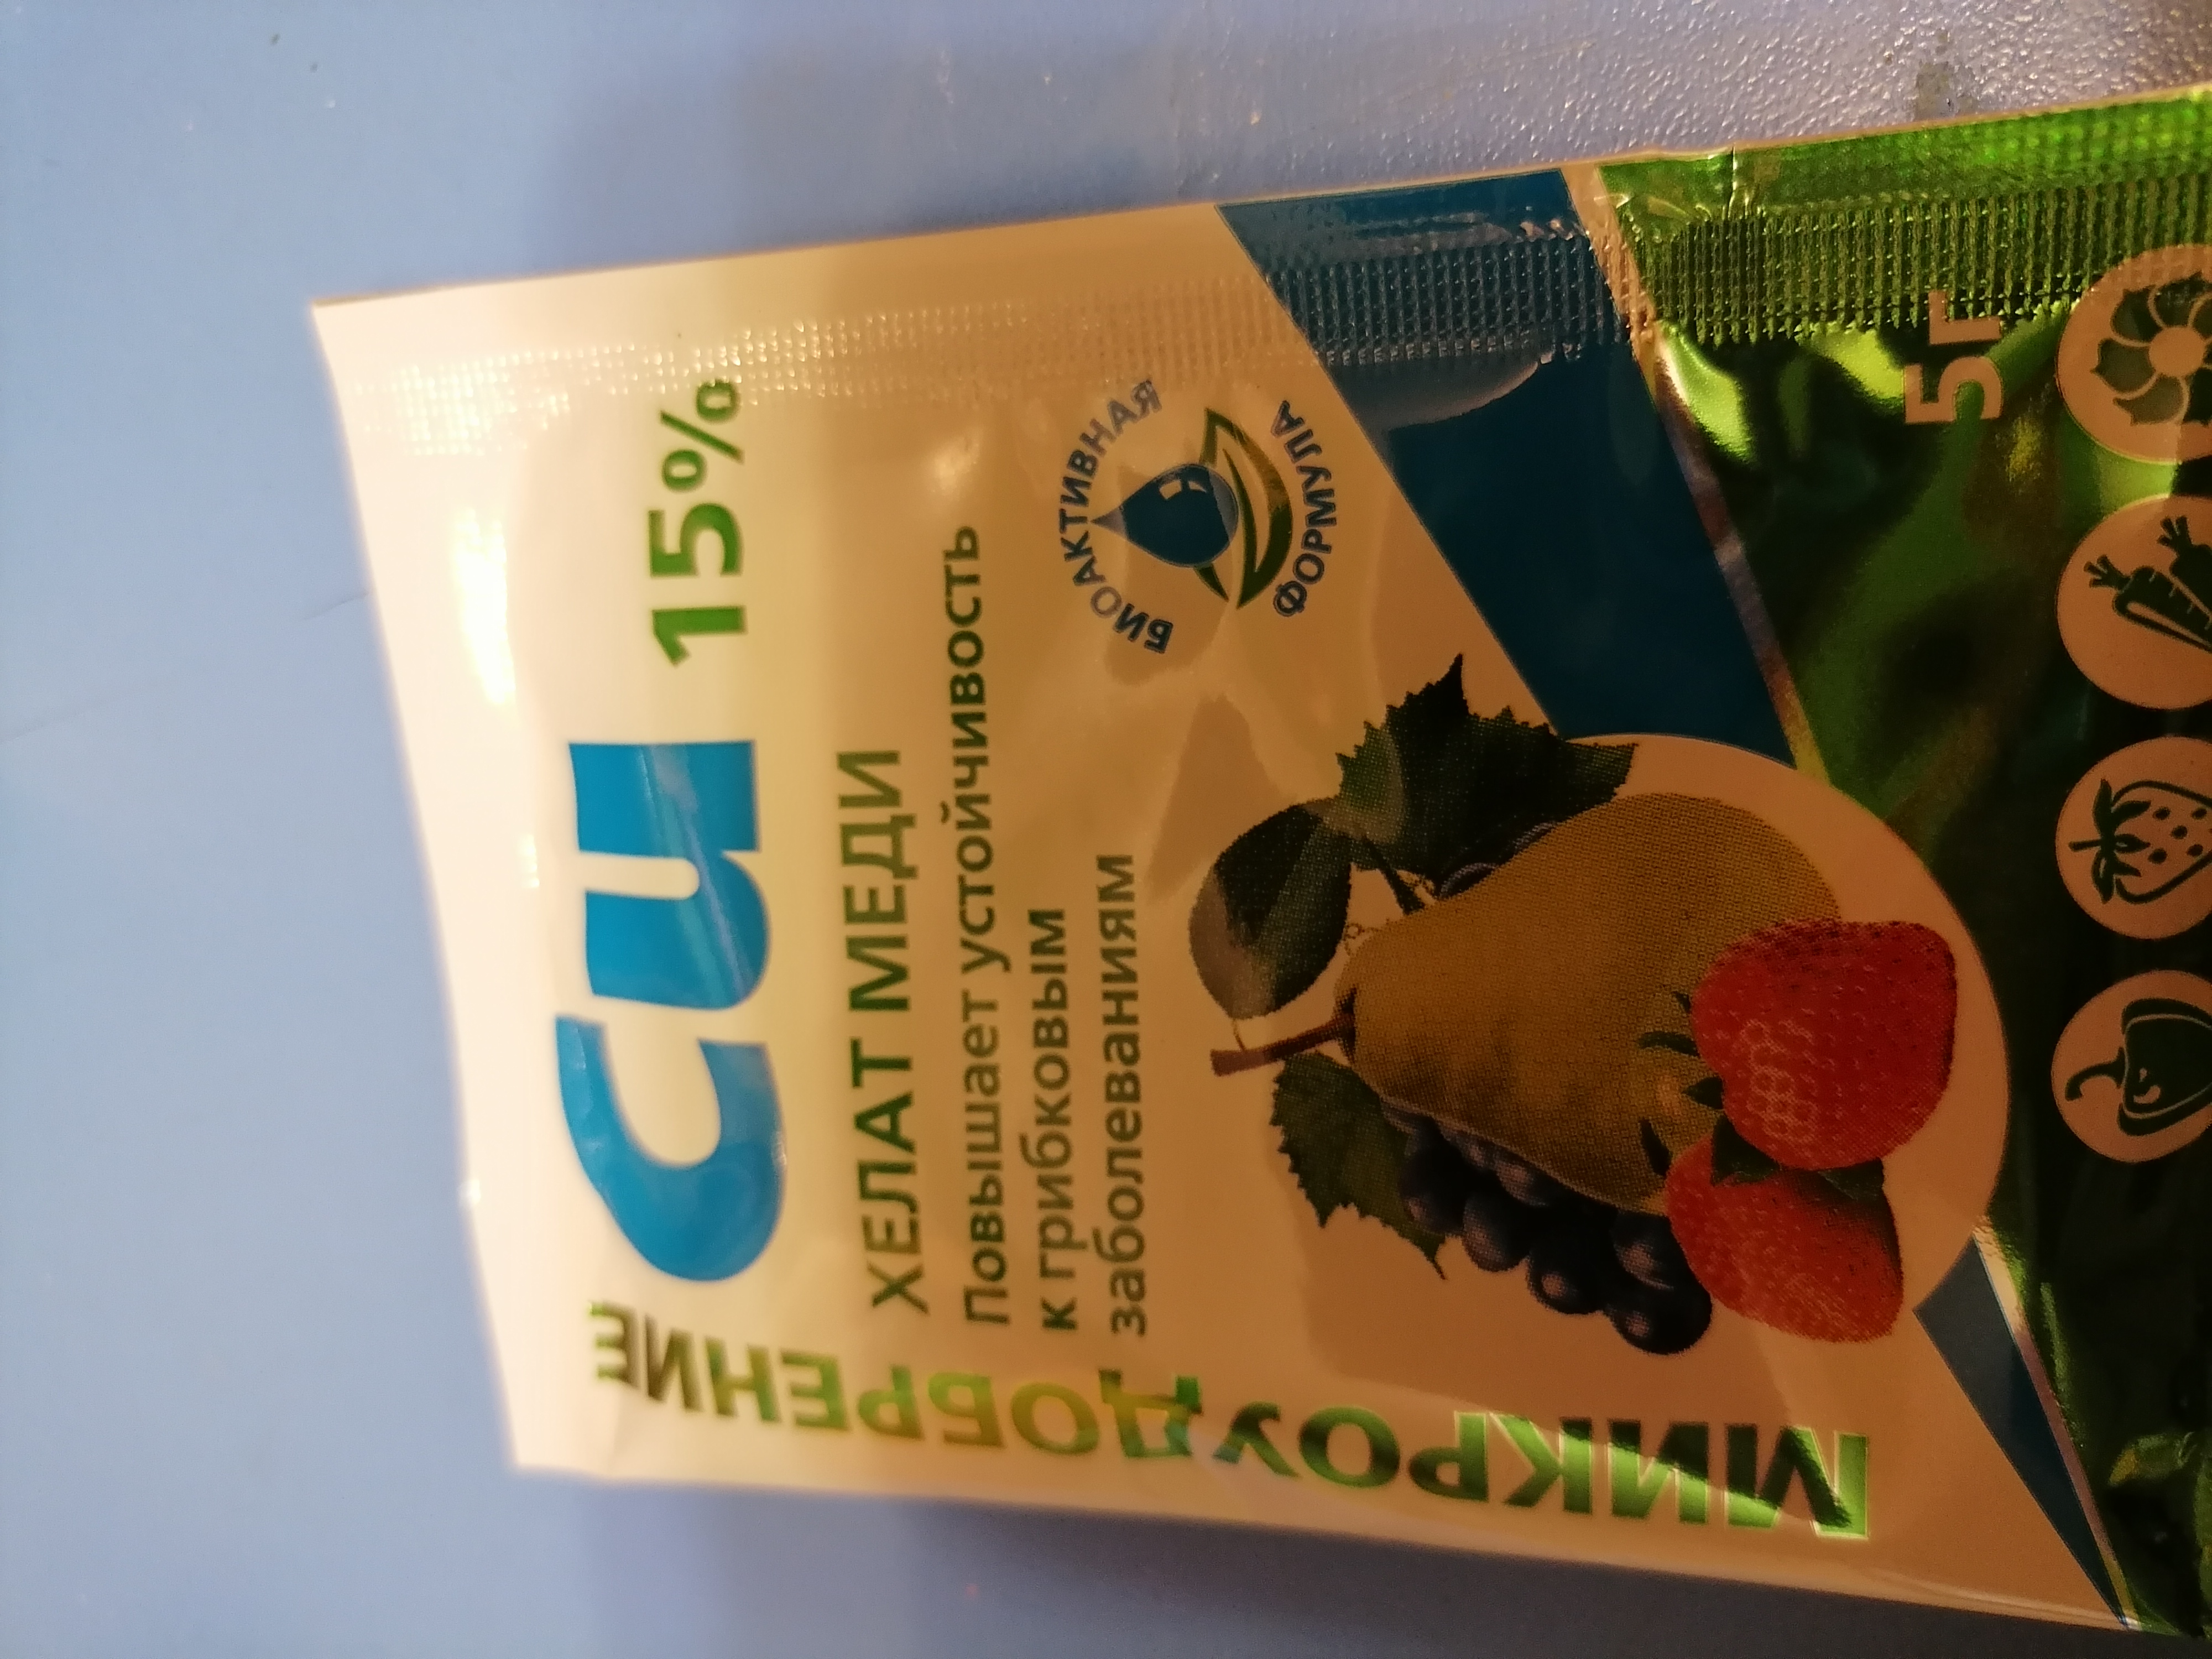 МИКРОУДОБРЕНИЕ
Cu 15%
ХЕЛАТ МЕДИ
Повышает устойчивость
к грибковым
заболеваниям
БИОАКТИВНАЯ
ФОРМУЛА
5г